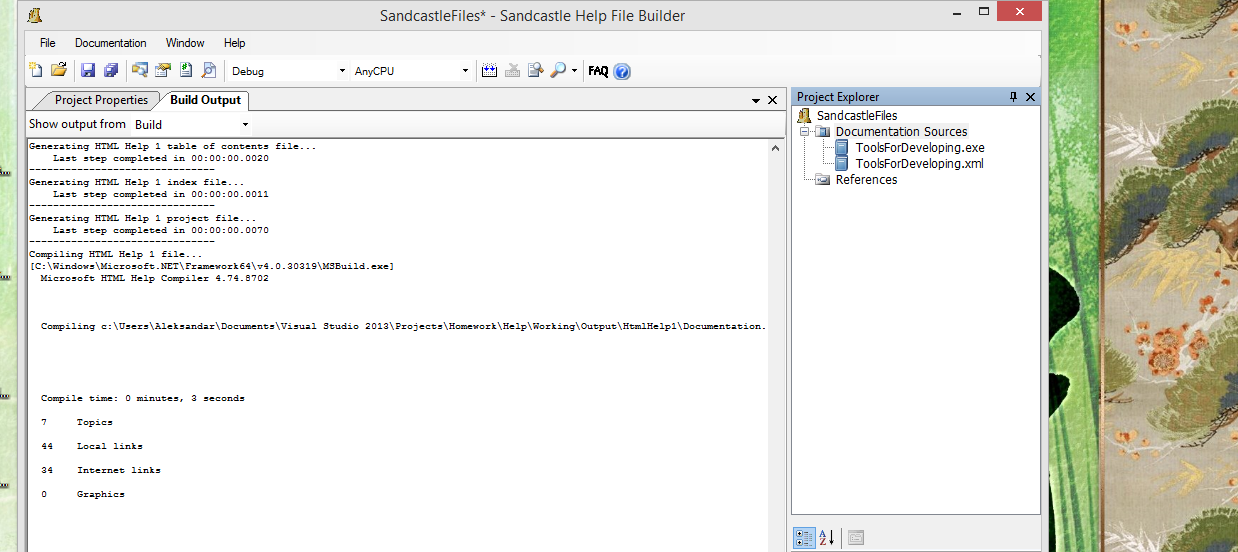 SandcastleFiles* - Sandcastle Help File Builder
File Documentation Window Help
Debug AnyCPU FAQ
Project Properties Build Output
Show output from Build
Generating HTML Help 1 table of contents file...
Last step completed in 00:00:00.0020
-------------------------------
Generating HTML Help 1 index file...
Last step completed in 00:00:00.0011
-------------------------------
Generating HTML Help 1 project file...
Last step completed in 00:00:00.0070
-------------------------------
Compiling HTML Help 1 file...
[C:\Windows\Microsoft.NET\Framework64\v4.0.30319\MSBuild.exe]
Microsoft HTML Help Compiler 4.74.8702
Compiling c:\Users\Aleksandar\Documents\Visual Studio 2013\Projects\Homework\Help\Working\Output\HtmlHelp1\Documentation.
Compile time: 0 minutes, 3 seconds
7 Topics
44 Local links
34 Internet links
0 Graphics
Project Explorer
SandcastleFiles
Documentation Sources
ToolsForDeveloping.exe
ToolsForDeveloping.xml
References